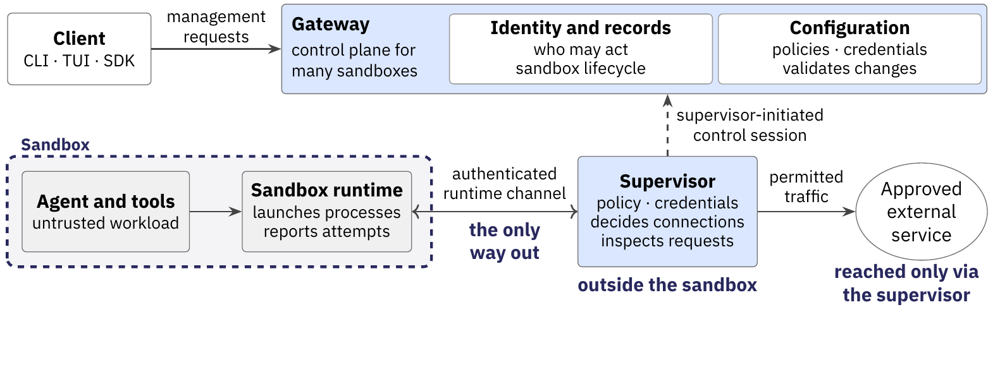 Client
CLI · TUI · SDK
management
requests
Gateway
control plane for
many sandboxes
Identity and records
who may act
sandbox lifecycle
Configuration
policies · credentials
validates changes
supervisor-initiated
control session
Sandbox
Agent and tools
untrusted workload
Sandbox runtime
launches processes
reports attempts
authenticated
runtime channel
the only
way out
Supervisor
policy · credentials
decides connections
inspects requests
outside the sandbox
permitted
traffic
Approved
external
service
reached only via
the supervisor